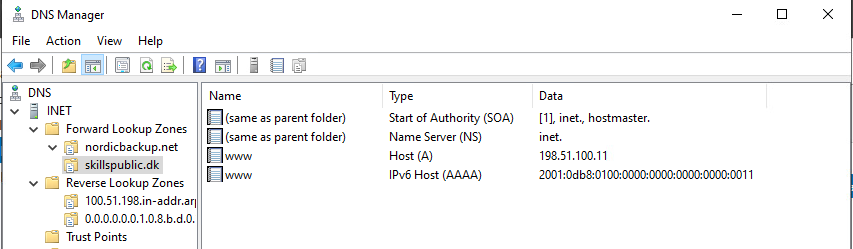 DNS Manager
File Action View Help
Name Type Data
DNS
INET
Forward Lookup Zones
nordicbackup.net
skillspublic.dk
Reverse Lookup Zones
100.51.198.in-addr.arp
0.0.0.0.0.0.1.0.8.b.d.0.
Trust Points
(same as parent folder) Start of Authority (SOA) [1], inet., hostmaster.
(same as parent folder) Name Server (NS) inet.
www Host (A) 198.51.100.11
www IPv6 Host (AAAA) 2001:0db8:0100:0000:0000:0000:0000:0011